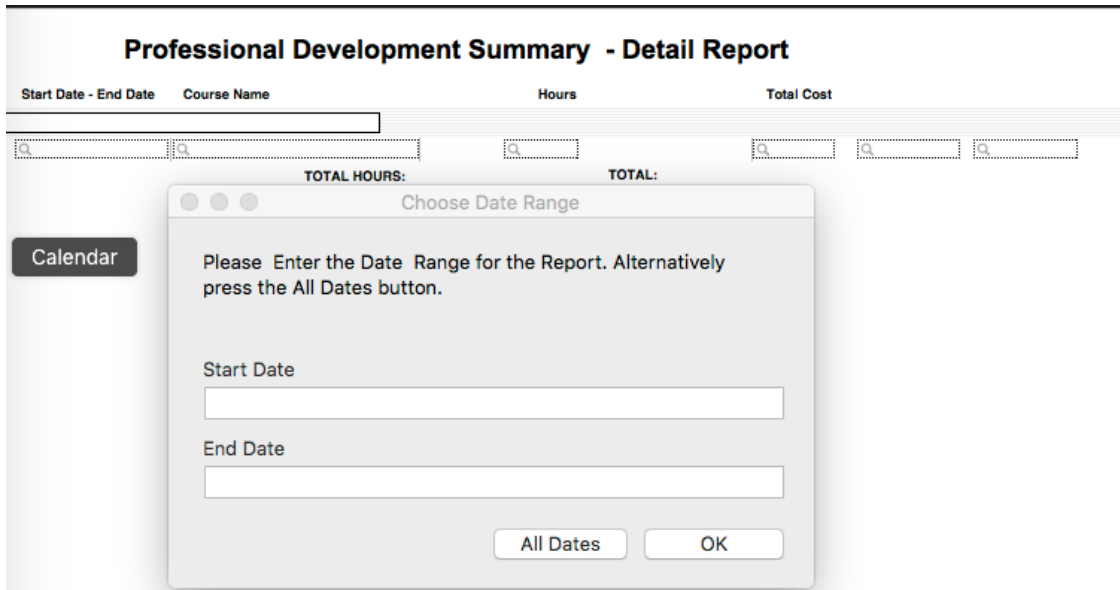 Professional Development Summary - Detail Report
Start Date - End Date Course Name Hours Total Cost
TOTAL HOURS: TOTAL:
Choose Date Range
Calendar
Please Enter the Date Range for the Report. Alternatively
press the All Dates button.
Start Date
End Date
All Dates OK